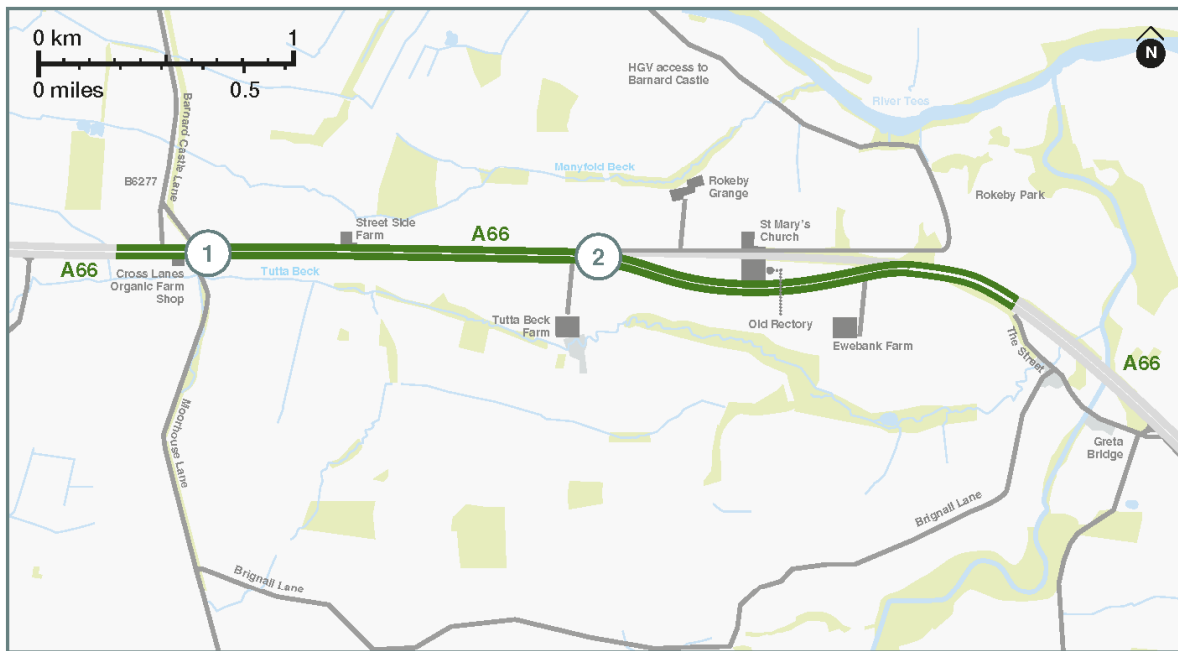 0 km
1
0 miles
0.5
N
HGV access to
Barnard Castle
River Tees
Barnard Castle Lane
B6277
Manyfold Beck
Rokeby
Grange
Rokeby Park
Street Side
Farm
A66
St Mary's
Church
1
2
A66
Cross Lanes
Organic Farm
Shop
Tutta Beck
Tutta Beck
Farm
Old Rectory
Ewebank Farm
The Street
A66
Moorhouse Lane
Greta
Bridge
Brignall Lane
Brignall Lane